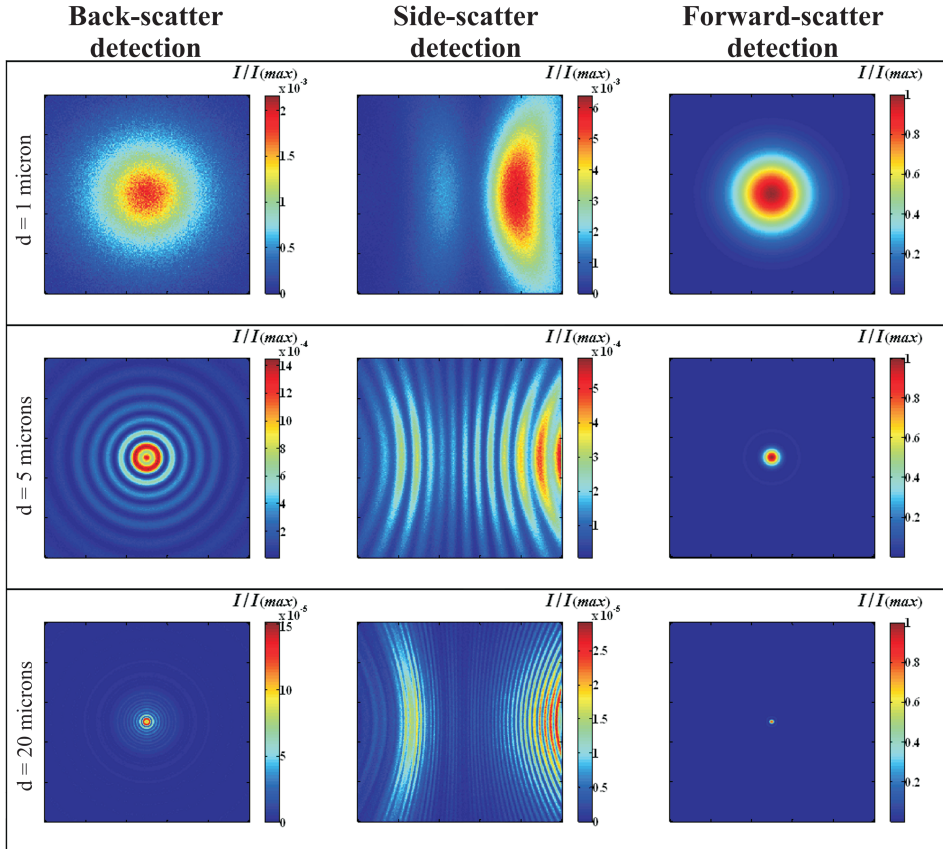 Back-scatter
detection
Side-scatter
detection
Forward-scatter
detection
d = 1 micron
I/I(max)
x 10^-3
2
1.5
1
0.5
0
I/I(max)
x 10^-3
6
5
4
3
2
1
0
I/I(max)
1
0.8
0.6
0.4
0.2
0
d = 5 microns
I/I(max)
x 10^-4
14
12
10
8
6
4
2
I/I(max)
x 10^-4
5
4
3
2
1
I/I(max)
1
0.8
0.6
0.4
0.2
d = 20 microns
I/I(max)
x 10^-5
15
10
5
0
I/I(max)
x 10^-5
2.5
2
1.5
1
0.5
0
I/I(max)
1
0.8
0.6
0.4
0.2
0